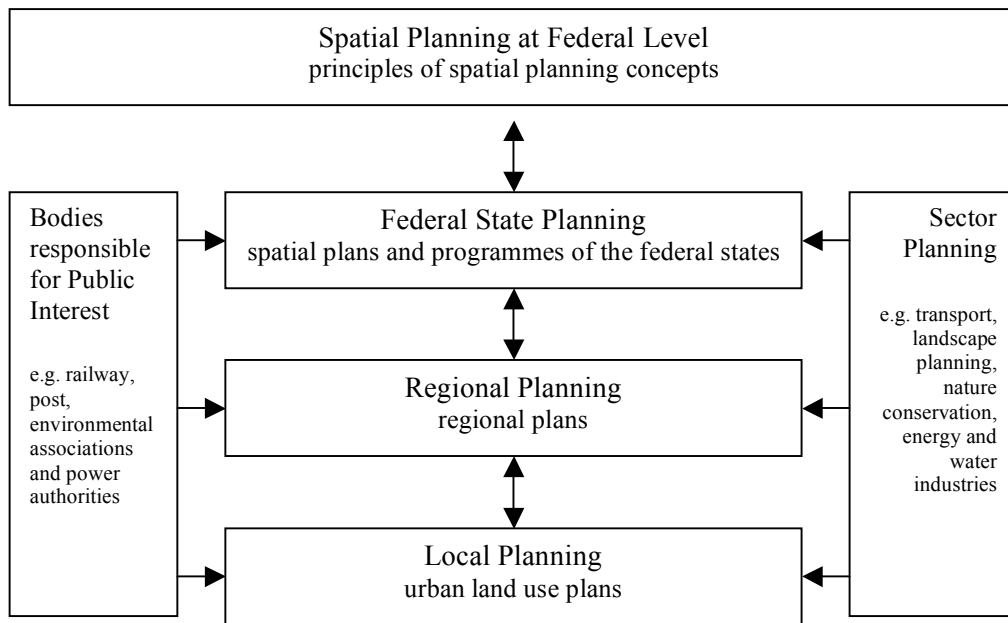 Spatial Planning at Federal Level
principles of spatial planning concepts
Bodies
responsible
for Public
Interest
e.g. railway,
post,
environmental
associations
and power
authorities
Federal State Planning
spatial plans and programmes of the federal states
Regional Planning
regional plans
Local Planning
urban land use plans
Sector
Planning
e.g. transport,
landscape
planning,
nature
conservation,
energy and
water
industries